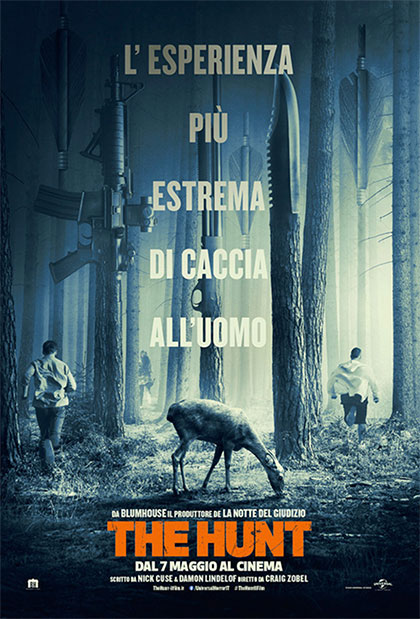 L'ESPERIENZA
PIÙ
ESTREMA
DI CACCIA
ALL'UOMO
DA BLUMHOUSE IL PRODUTTORE DE LA NOTTE DEL GIUDIZIO
THE HUNT
DAL 7 MAGGIO AL CINEMA
SCRITTO DA NICK CUSE & DAMON LINDELOF DIRETTO DA CRAIG ZOBEL
UNIVERSAL